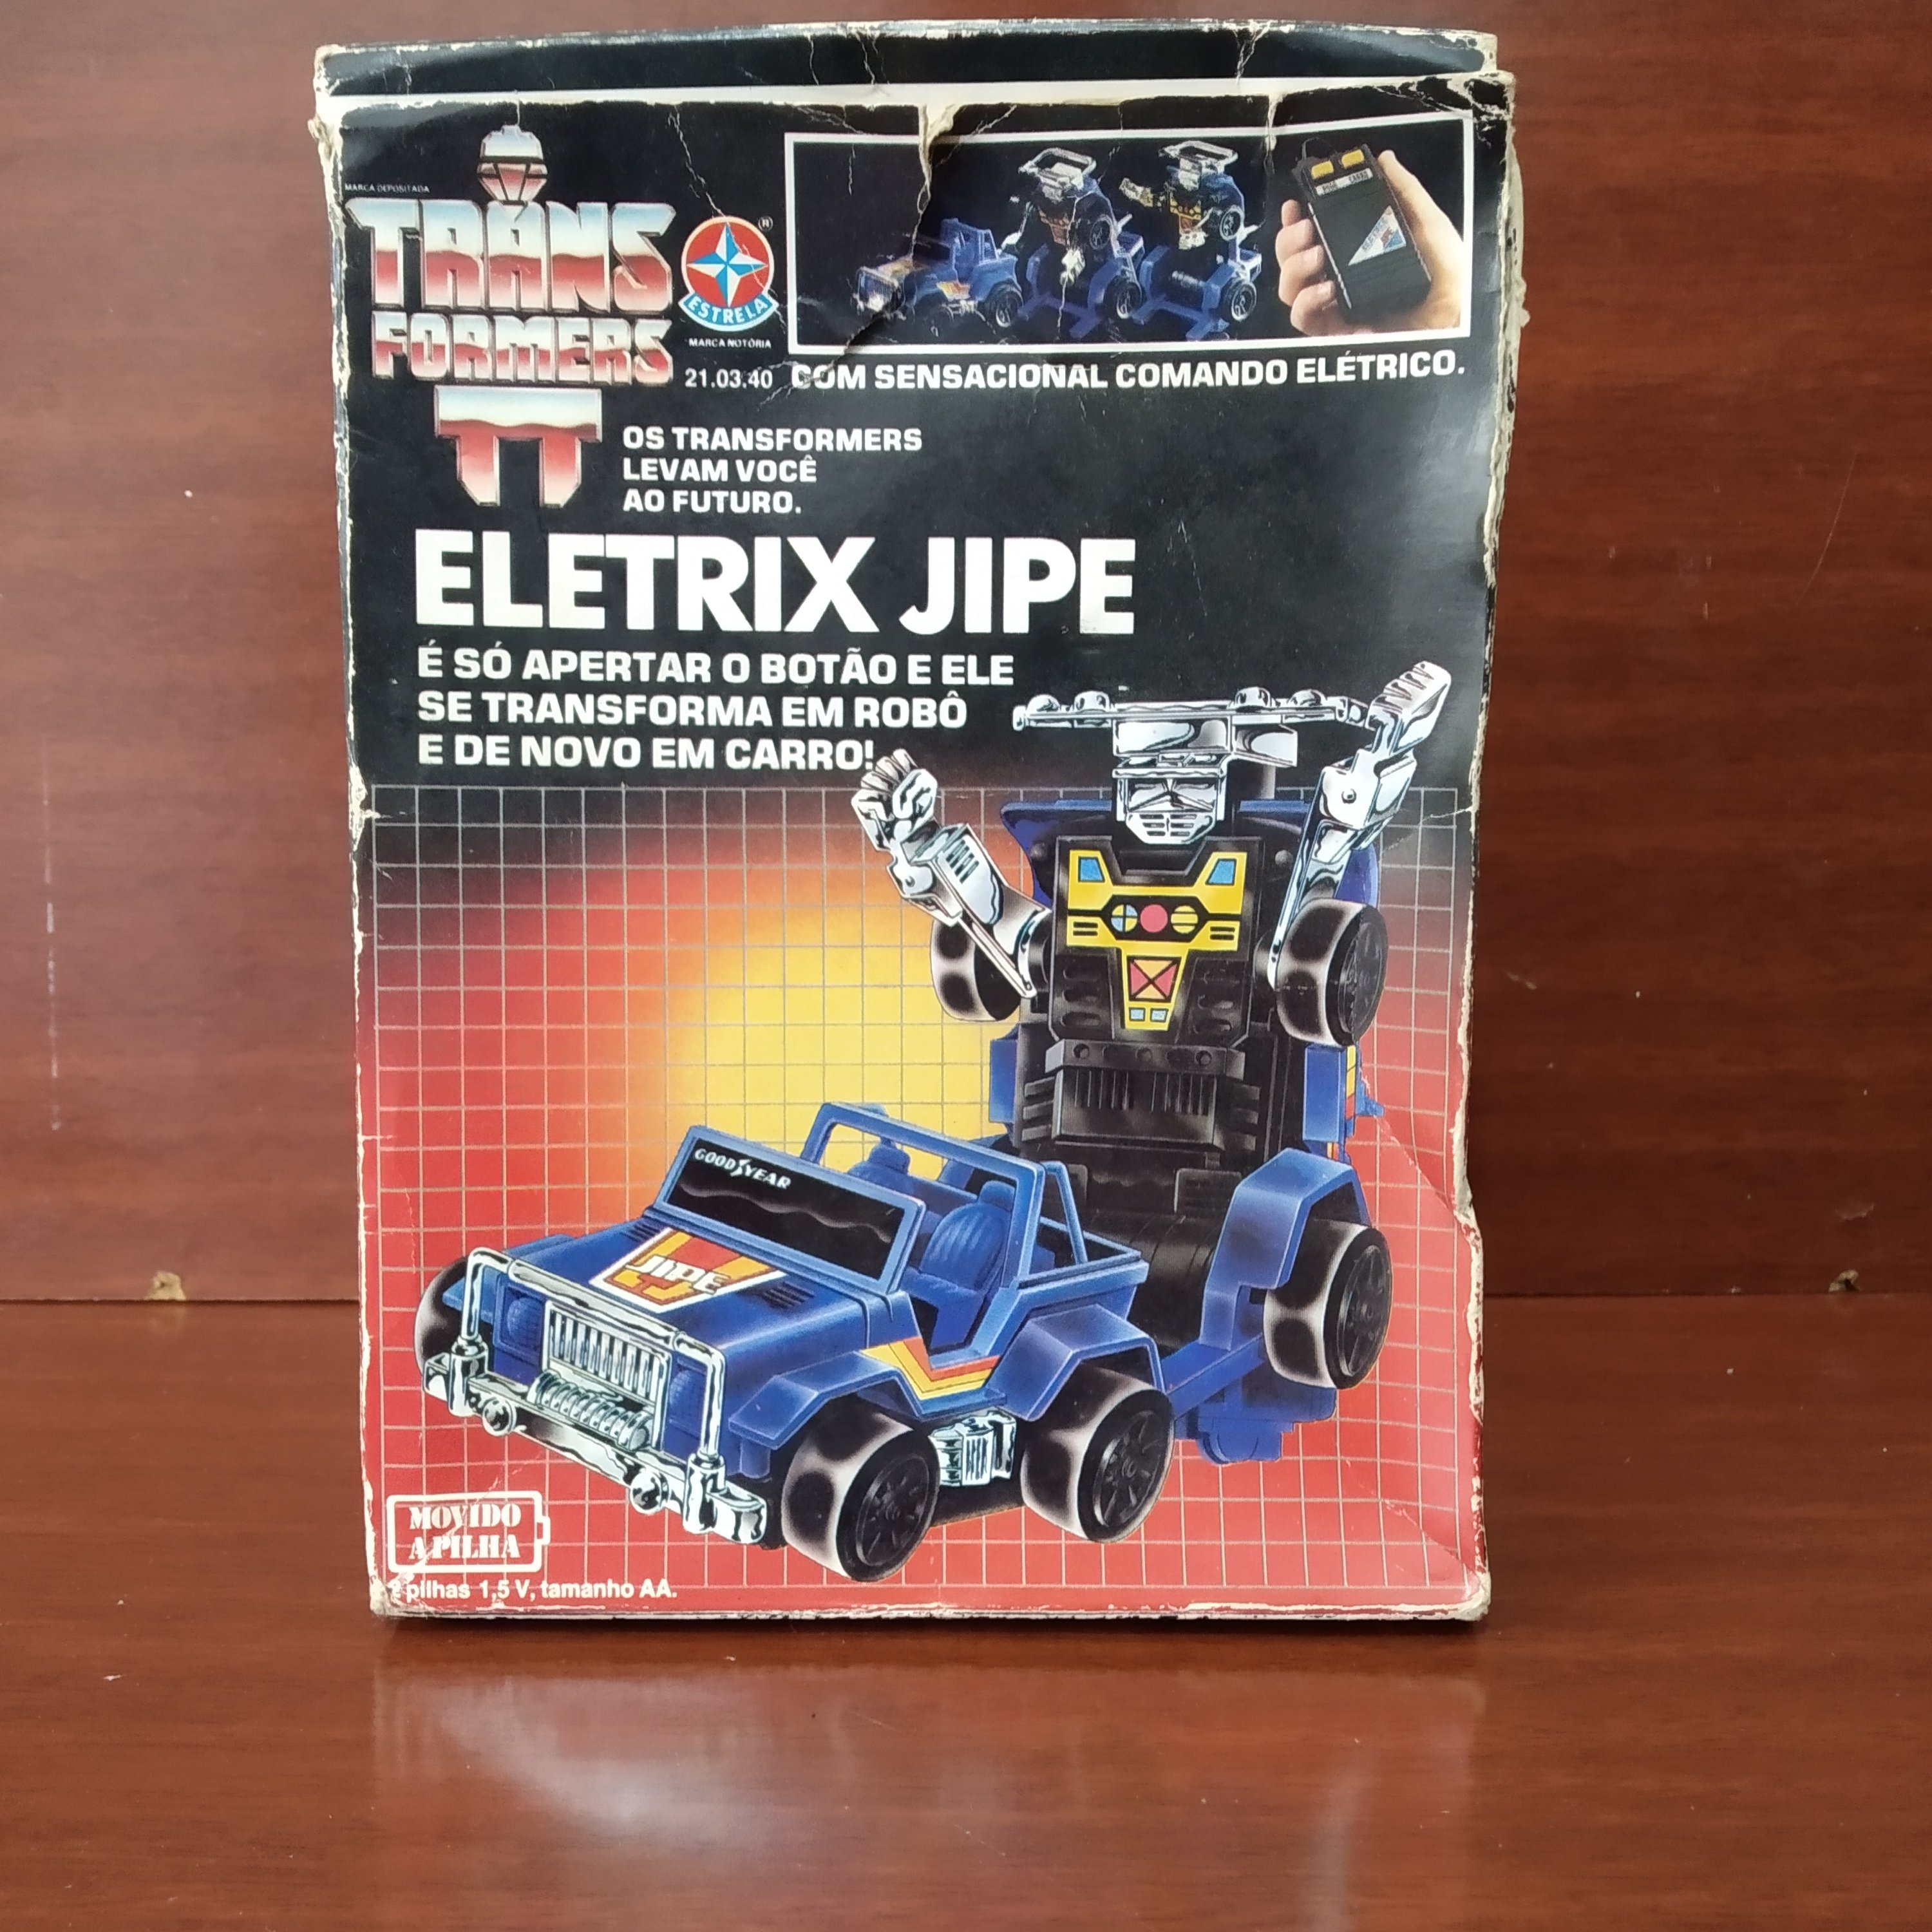 MARCA DEPOSITADA
TRANS
FORMERS
®
ESTRELA
MARCA NOTÓRIA
21.03.40
COM SENSACIONAL COMANDO ELÉTRICO.
OS TRANSFORMERS
LEVAM VOCÊ
AO FUTURO.
ELETRIX JIPE
É SÓ APERTAR O BOTÃO E ELE
SE TRANSFORMA EM ROBÔ
E DE NOVO EM CARRO!
GOODYEAR
JIPE
MOVIDO
A PILHA
2 pilhas 1,5 V, tamanho AA.